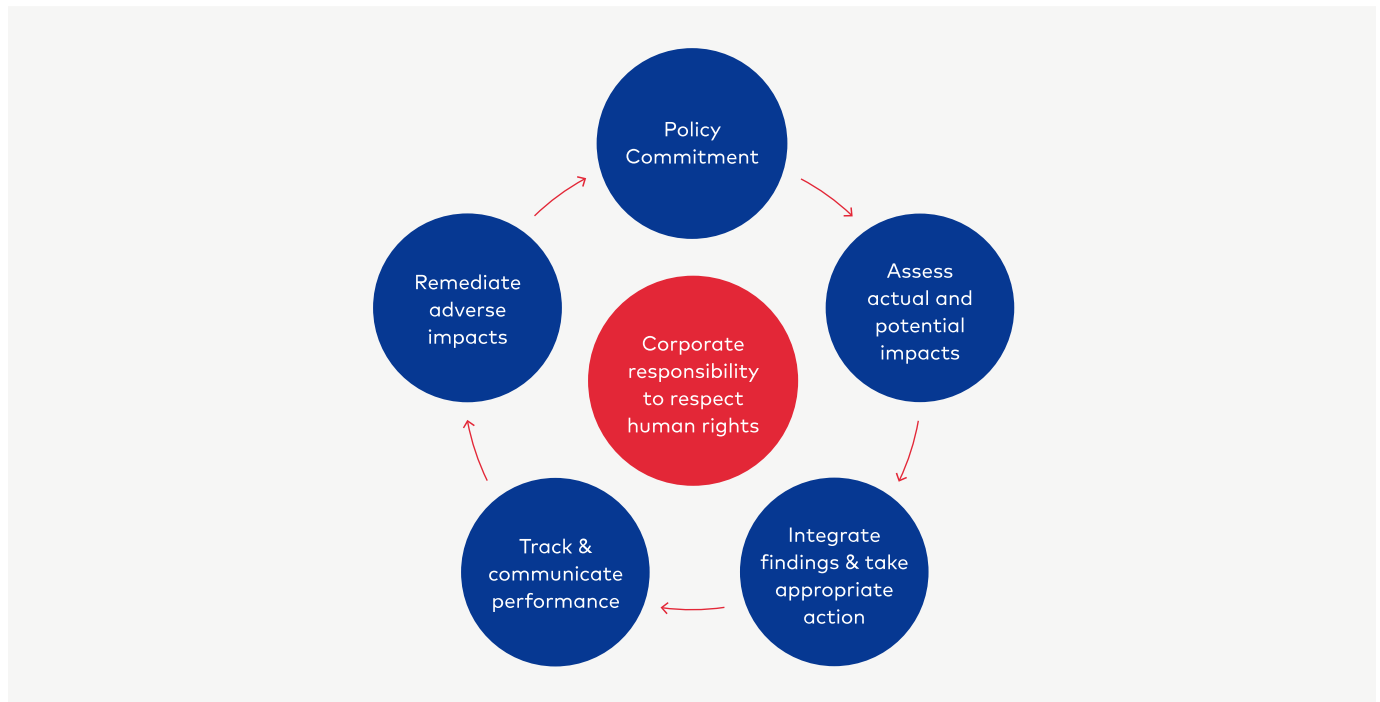 Policy
Commitment
Assess
actual and
potential
impacts
Integrate
findings & take
appropriate
action
Track &
communicate
performance
Remediate
adverse
impacts
Corporate
responsibility
to respect
human rights